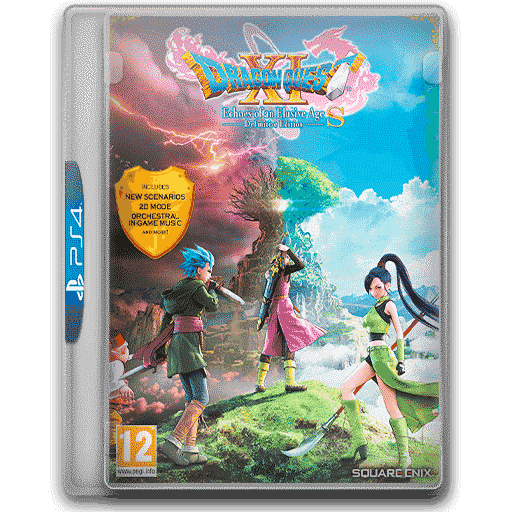 DRAGON QUEST
XI
Echoes of an Elusive Age S
Definitive Edition
INCLUDES
NEW SCENARIOS
2D MODE
ORCHESTRAL
IN-GAME MUSIC
AND MORE!
PS4
12
www.pegi.info
SQUARE ENIX